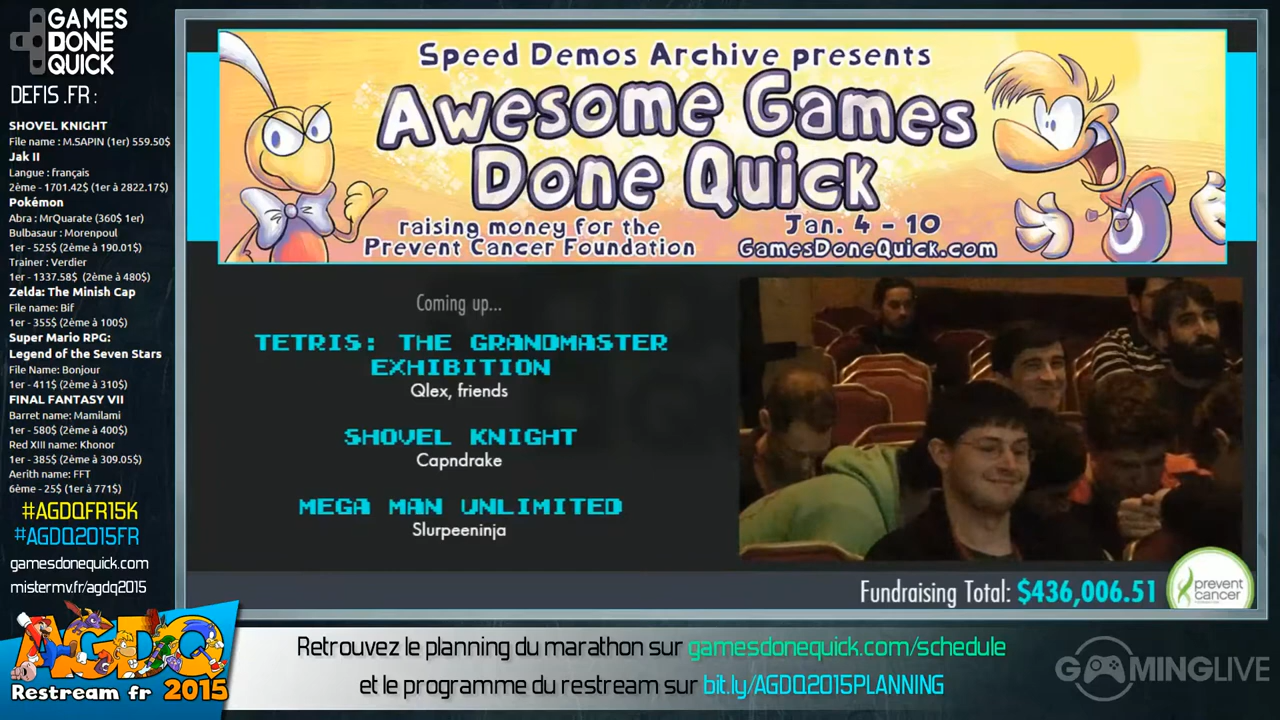 GAMES
DONE
QUICK
DEFIS .FR :
SHOVEL KNIGHT
File name : M.SAPIN (1er) 559.50$
Jak II
Langue : français
2ème - 1701.42$ (1er à 2822.17$)
Pokémon
Abra : MrQuarate (360$ 1er)
Bulbasaur : Morenpoul
1er - 525$ (2ème à 190.01$)
Trainer : Verdier
1er - 1337.58$ (2ème à 480$)
Zelda: The Minish Cap
File name: Bif
1er - 355$ (2ème à 100$)
Super Mario RPG:
Legend of the Seven Stars
File Name: Bonjour
1er - 411$ (2ème à 310$)
FINAL FANTASY VII
Barret name: Mamilami
1er - 580$ (2ème à 400$)
Red XIII name: Khonor
1er - 385$ (2ème à 309.05$)
Aerith name: FFT
6ème - 25$ (1er à 771$)
#AGDQFR15K
#AGDQ2015FR
gamesdonequick.com
mistermv.fr/agdq2015
AGDQ
Restream fr 2015
Speed Demos Archive presents
Awesome Games
Done Quick
raising money for the
Prevent Cancer Foundation
Jan. 4 - 10
GamesDoneQuick.com
Coming up...
TETRIS: THE GRANDMASTER
EXHIBITION
Qlex, friends
SHOVEL KNIGHT
Capndrake
MEGA MAN UNLIMITED
Slurpeeninja
Fundraising Total: $436,006.51
prevent
cancer
Retrouvez le planning du marathon sur gamesdonequick.com/schedule
et le programme du restream sur bit.ly/AGDQ2015PLANNING
GAMINGLIVE